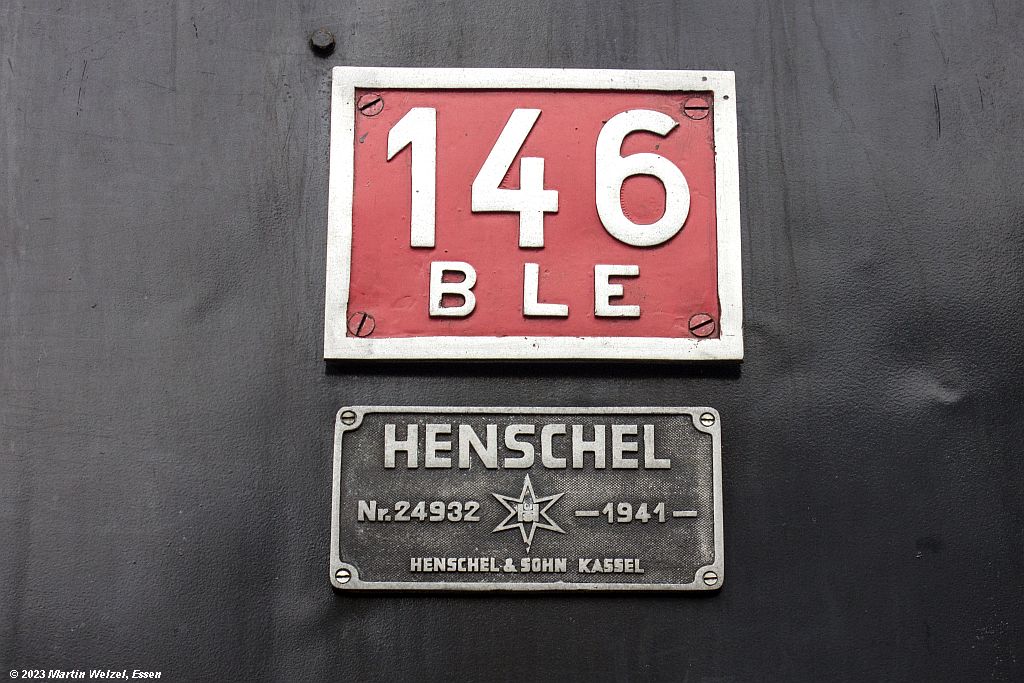 146
BLE
HENSCHEL
Nr. 24932 —1941—
HENSCHEL & SOHN KASSEL
© 2023 Martin Welzel, Essen